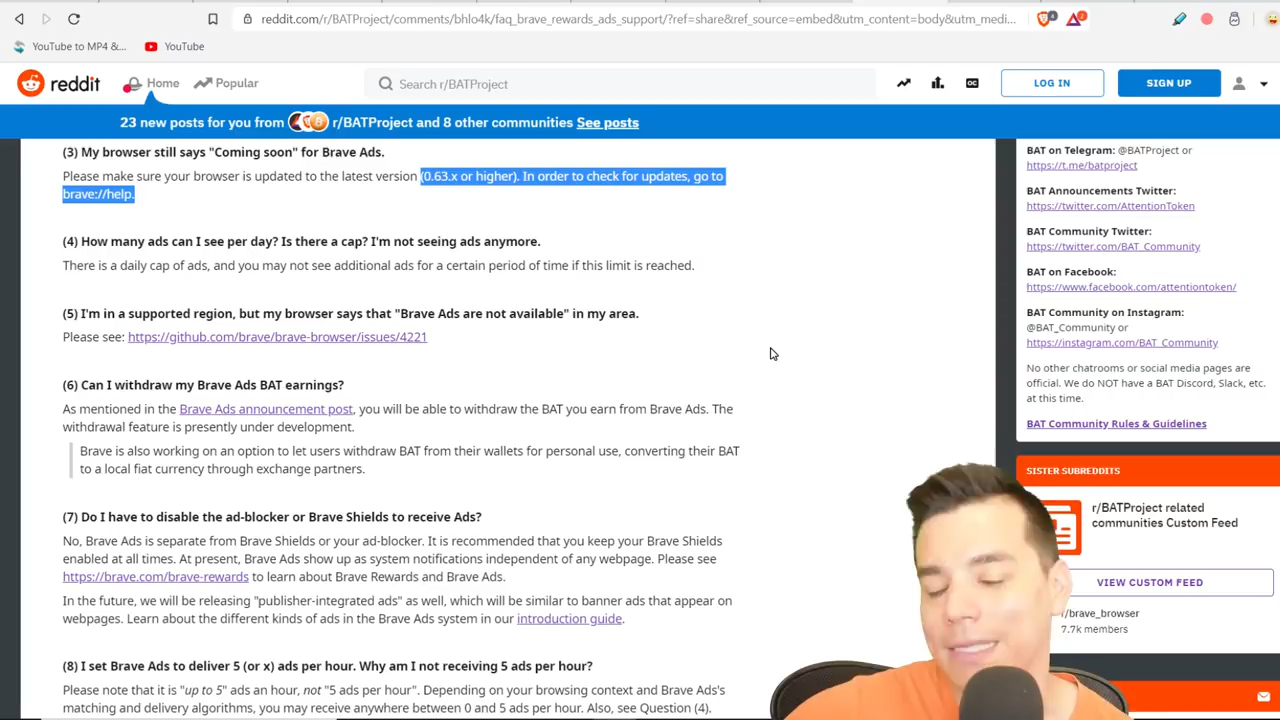 reddit.com/r/BATProject/comments/bhlo4k/faq_brave_rewards_ads_support/?ref=share&ref_source=embed&utm_content=body&utm_medi...
4
2
YouTube to MP4 &...
YouTube
reddit
Home
Popular
Search r/BATProject
LOG IN
SIGN UP
23 new posts for you from r/BATProject and 8 other communities See posts
(3) My browser still says "Coming soon" for Brave Ads.
Please make sure your browser is updated to the latest version (0.63.x or higher). In order to check for updates, go to
brave://help.
(4) How many ads can I see per day? Is there a cap? I'm not seeing ads anymore.
There is a daily cap of ads, and you may not see additional ads for a certain period of time if this limit is reached.
(5) I'm in a supported region, but my browser says that "Brave Ads are not available" in my area.
Please see: https://github.com/brave/brave-browser/issues/4221
(6) Can I withdraw my Brave Ads BAT earnings?
As mentioned in the Brave Ads announcement post, you will be able to withdraw the BAT you earn from Brave Ads. The
withdrawal feature is presently under development.
Brave is also working on an option to let users withdraw BAT from their wallets for personal use, converting their BAT
to a local fiat currency through exchange partners.
(7) Do I have to disable the ad-blocker or Brave Shields to receive Ads?
No, Brave Ads is separate from Brave Shields or your ad-blocker. It is recommended that you keep your Brave Shields
enabled at all times. At present, Brave Ads show up as system notifications independent of any webpage. Please see
https://brave.com/brave-rewards to learn about Brave Rewards and Brave Ads.
In the future, we will be releasing "publisher-integrated ads" as well, which will be similar to banner ads that appear on
webpages. Learn about the different kinds of ads in the Brave Ads system in our introduction guide.
(8) I set Brave Ads to deliver 5 (or x) ads per hour. Why am I not receiving 5 ads per hour?
Please note that it is "up to 5" ads an hour, not "5 ads per hour". Depending on your browsing context and Brave Ads's
matching and delivery algorithms, you may receive anywhere between 0 and 5 ads per hour. Also, see Question (4).
BAT on Telegram: @BATProject or
https://t.me/batproject
BAT Announcements Twitter:
https://twitter.com/AttentionToken
BAT Community Twitter:
https://twitter.com/BAT_Community
BAT on Facebook:
https://www.facebook.com/attentiontoken/
BAT Community on Instagram:
@BAT_Community or
https://instagram.com/BAT_Community
No other chatrooms or social media pages are
official. We do NOT have a BAT Discord, Slack, etc.
at this time.
BAT Community Rules & Guidelines
SISTER SUBREDDITS
r/BATProject related
communities Custom Feed
VIEW CUSTOM FEED
r/brave_browser
7.7k members